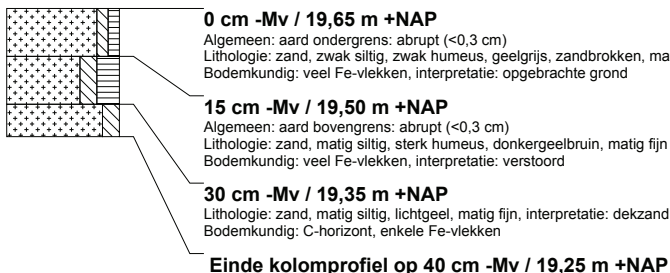 0 cm -Mv / 19,65 m +NAP
Algemeen: aard ondergrens: abrupt (<0,3 cm)
Lithologie: zand, zwak siltig, zwak humeus, geelgrijs, zandbrokken, ma
Bodemkundig: veel Fe-vlekken, interpretatie: opgebrachte grond
15 cm -Mv / 19,50 m +NAP
Algemeen: aard bovengrens: abrupt (<0,3 cm)
Lithologie: zand, matig siltig, sterk humeus, donkergeelbruin, matig fijn
Bodemkundig: veel Fe-vlekken, interpretatie: verstoord
30 cm -Mv / 19,35 m +NAP
Lithologie: zand, matig siltig, lichtgeel, matig fijn, interpretatie: dekzand
Bodemkundig: C-horizont, enkele Fe-vlekken
Einde kolomprofiel op 40 cm -Mv / 19,25 m +NAP